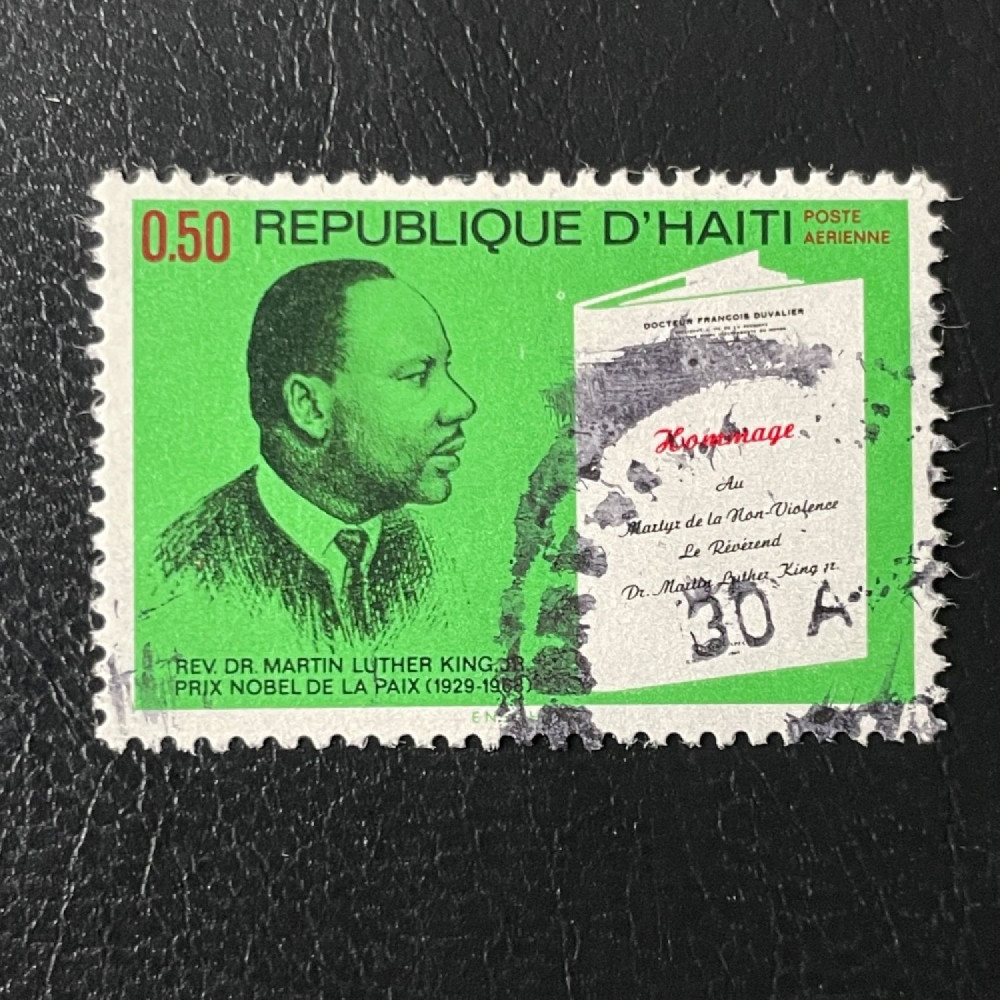 0.50 REPUBLIQUE D'HAITI POSTE
AERIENNE
DOCTEUR FRANCOIS DUVALIER
Hommage
Au
Martyr de la Non-Violence
Le Révérend
Dr. Martin Luther King jr.
30 A
REV. DR. MARTIN LUTHER KING, JR.
PRIX NOBEL DE LA PAIX (1929-1968)